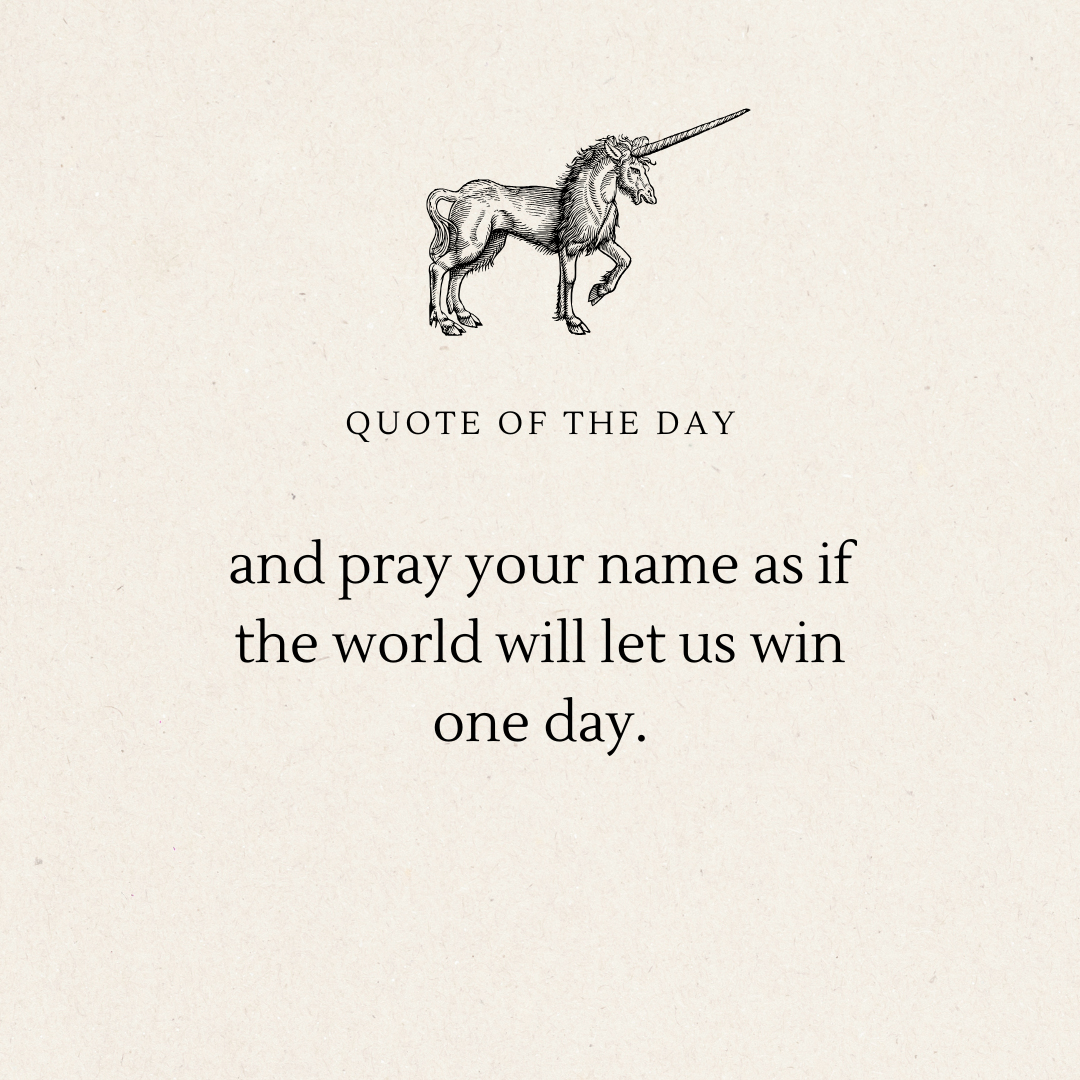 QUOTE OF THE DAY
and pray your name as if
the world will let us win
one day.